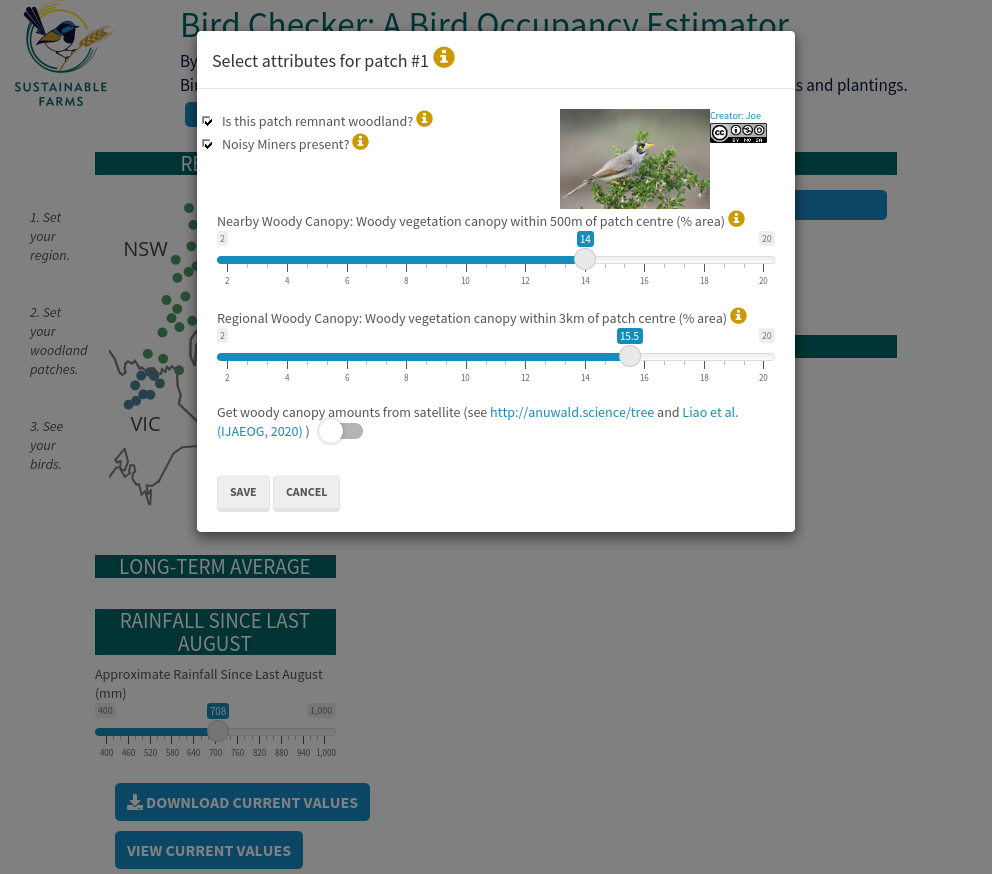 Bird Checker: A Bird Occupancy Estimator
SUSTAINABLE
FARMS
By
Bir
s and plantings.
Select attributes for patch #1
Is this patch remnant woodland?
Noisy Miners present?
Creator: Joe
CC BY NC SA
Nearby Woody Canopy: Woody vegetation canopy within 500m of patch centre (% area)
2 14 20
2 4 6 8 10 12 14 16 18 20
Regional Woody Canopy: Woody vegetation canopy within 3km of patch centre (% area)
2 15.5 20
2 4 6 8 10 12 14 16 18 20
Get woody canopy amounts from satellite (see http://anuwald.science/tree and Liao et al.
(IJAEOG, 2020) )
SAVE CANCEL
RE
1. Set
your
region.
2. Set
your
woodland
patches.
3. See
your
birds.
NSW
VIC
LONG-TERM AVERAGE
RAINFALL SINCE LAST
AUGUST
Approximate Rainfall Since Last August
(mm)
400 708 1,000
400 460 520 580 640 700 760 820 880 940 1,000
DOWNLOAD CURRENT VALUES
VIEW CURRENT VALUES